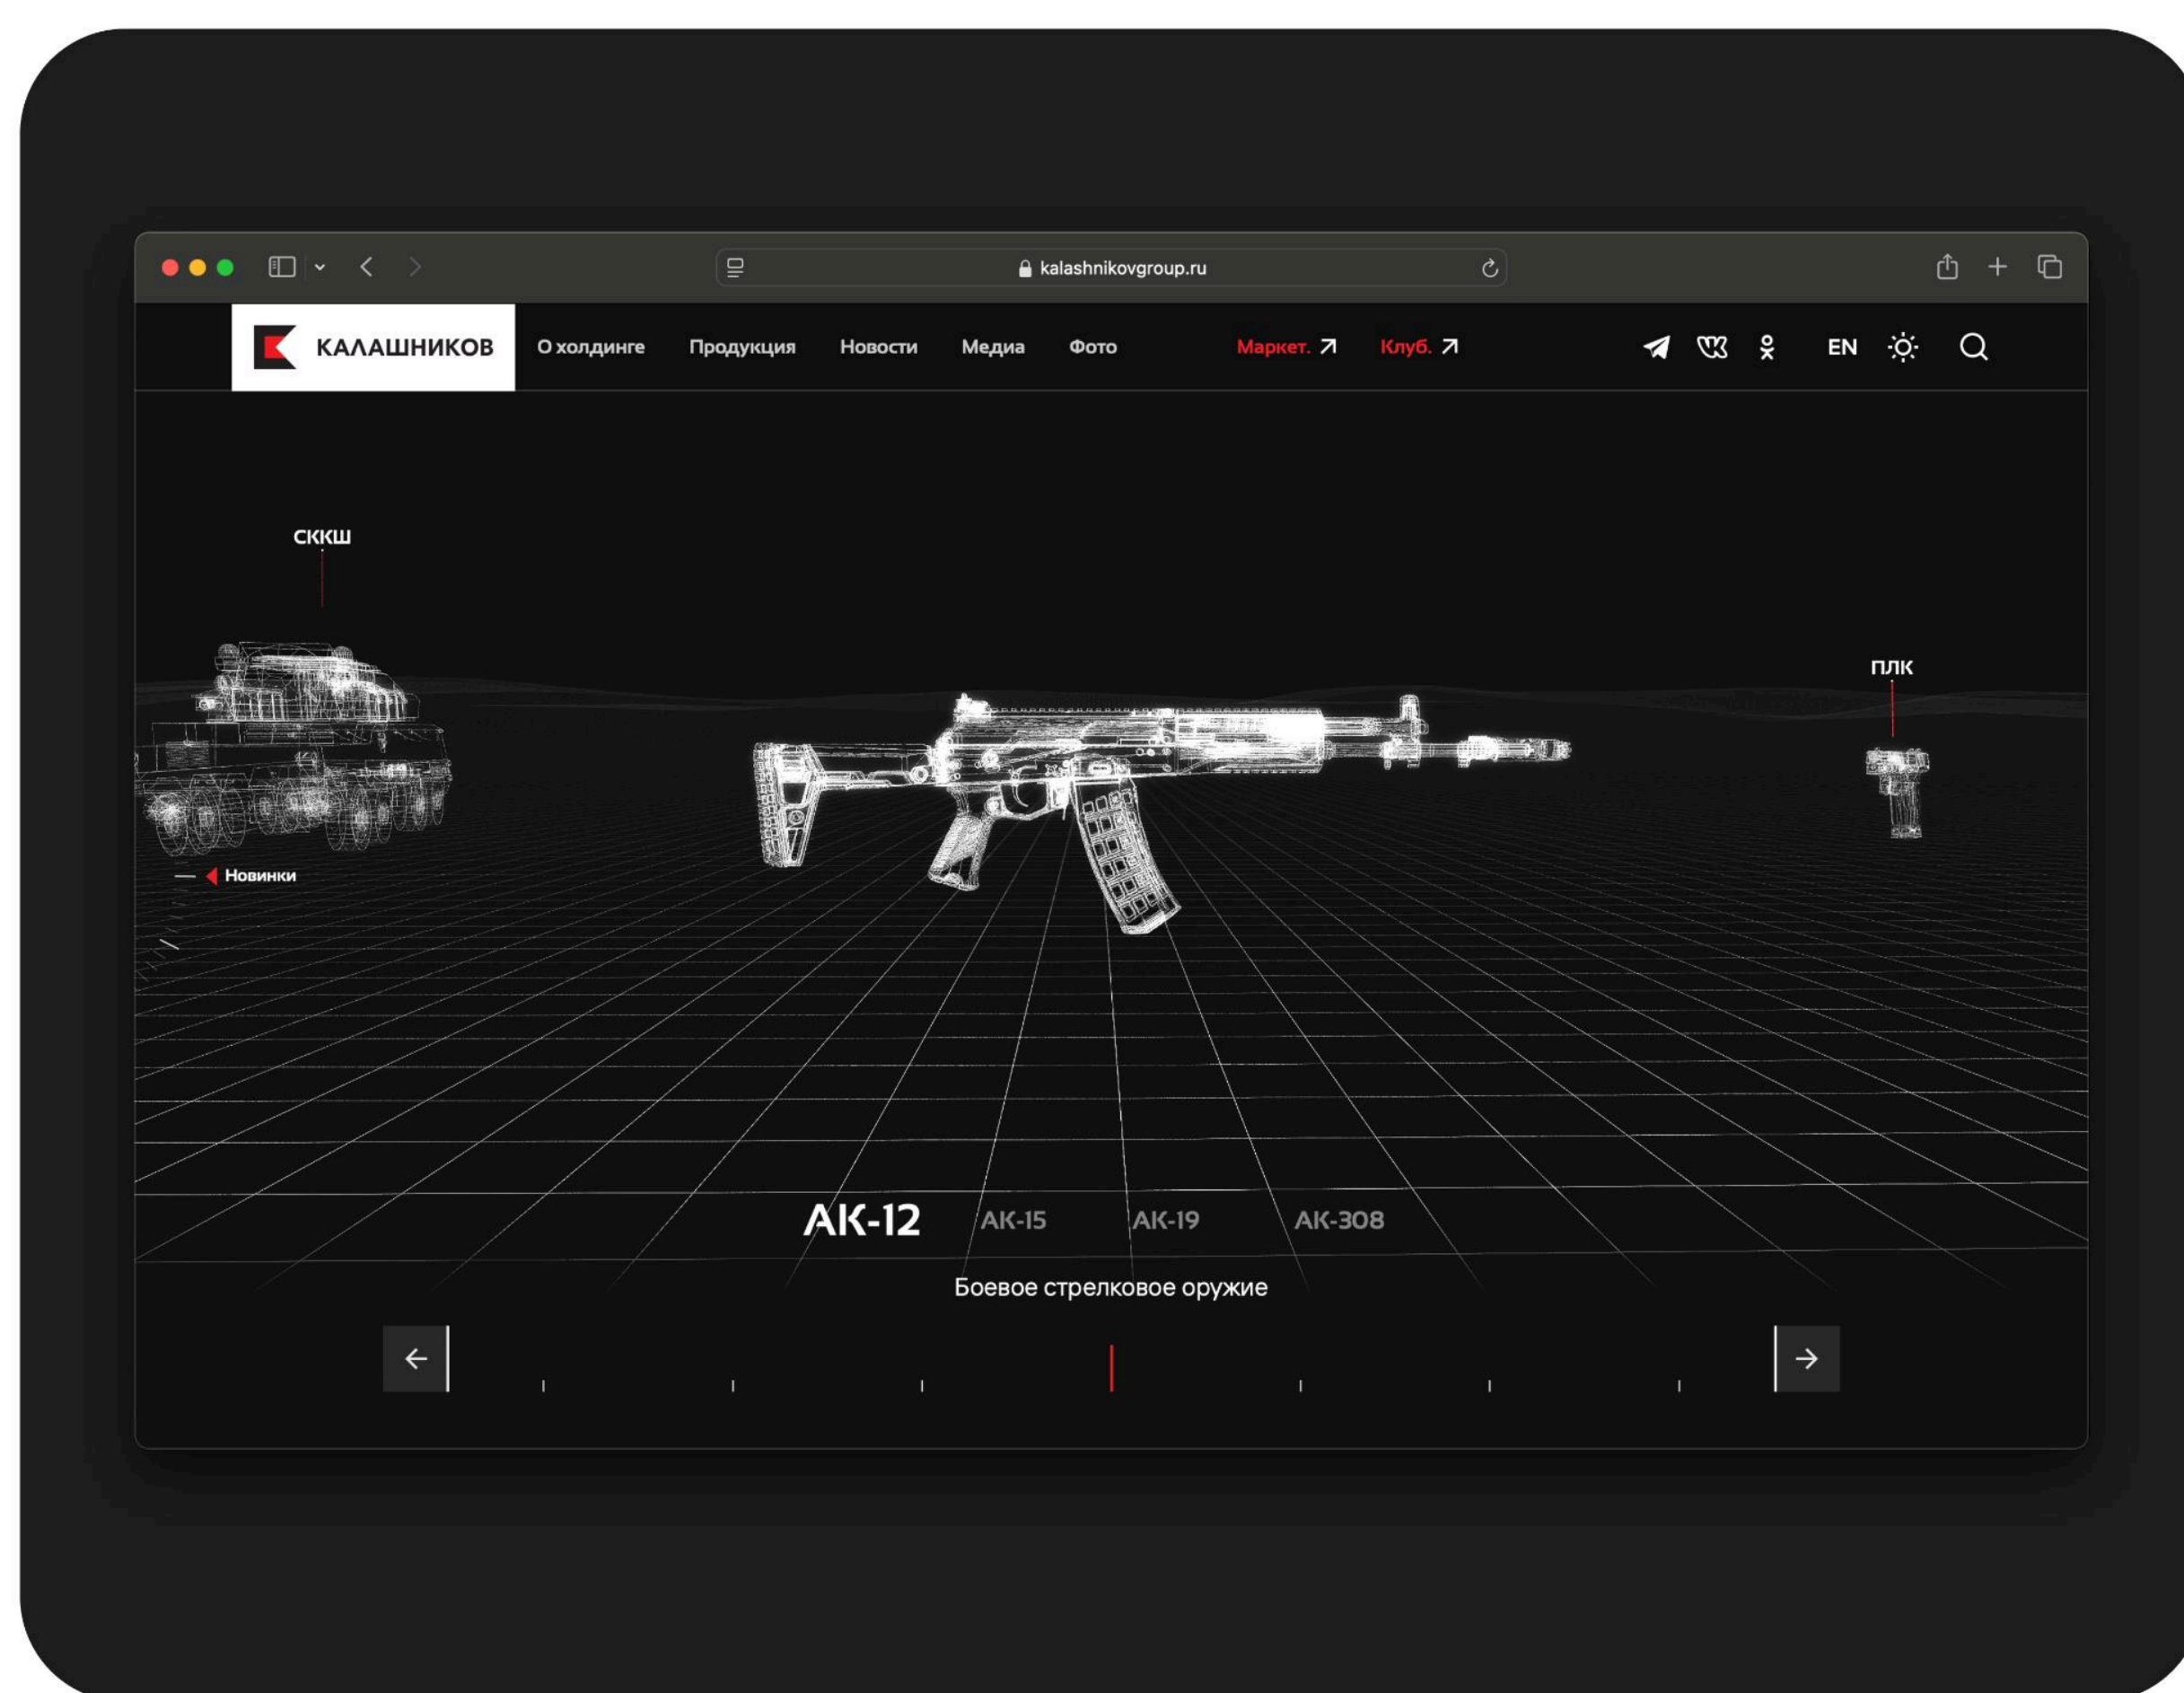 kalashnikovgroup.ru
КАЛАШНИКОВ О холдинге Продукция Новости Медиа Фото Маркет. Клуб. EN
СККШ
ПЛК
Новинки
АК-12 АК-15 АК-19 АК-308
Боевое стрелковое оружие